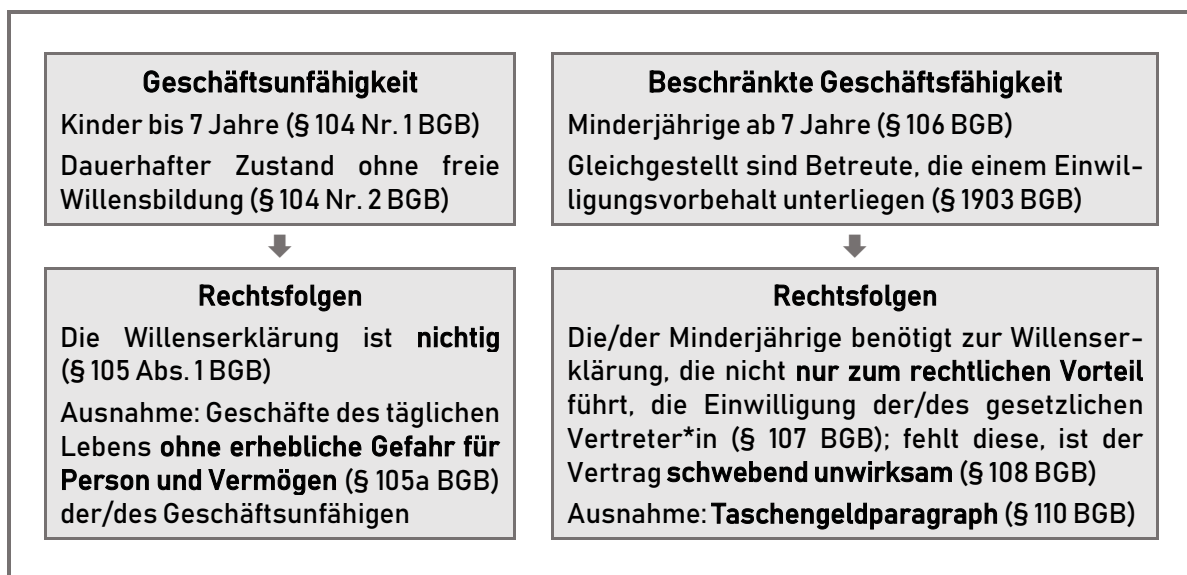 Geschäftsunfähigkeit
Kinder bis 7 Jahre (§ 104 Nr. 1 BGB)
Dauerhafter Zustand ohne freie
Willensbildung (§ 104 Nr. 2 BGB)
Rechtsfolgen
Die Willenserklärung ist nichtig
(§ 105 Abs. 1 BGB)
Ausnahme: Geschäfte des täglichen
Lebens ohne erhebliche Gefahr für
Person und Vermögen (§ 105a BGB)
der/des Geschäftsunfähigen
Beschränkte Geschäftsfähigkeit
Minderjährige ab 7 Jahre (§ 106 BGB)
Gleichgestellt sind Betreute, die einem Einwil-
ligungsvorbehalt unterliegen (§ 1903 BGB)
Rechtsfolgen
Die/der Minderjährige benötigt zur Willenser-
klärung, die nicht nur zum rechtlichen Vorteil
führt, die Einwilligung der/des gesetzlichen
Vertreter*in (§ 107 BGB); fehlt diese, ist der
Vertrag schwebend unwirksam (§ 108 BGB)
Ausnahme: Taschengeldparagraph (§ 110 BGB)